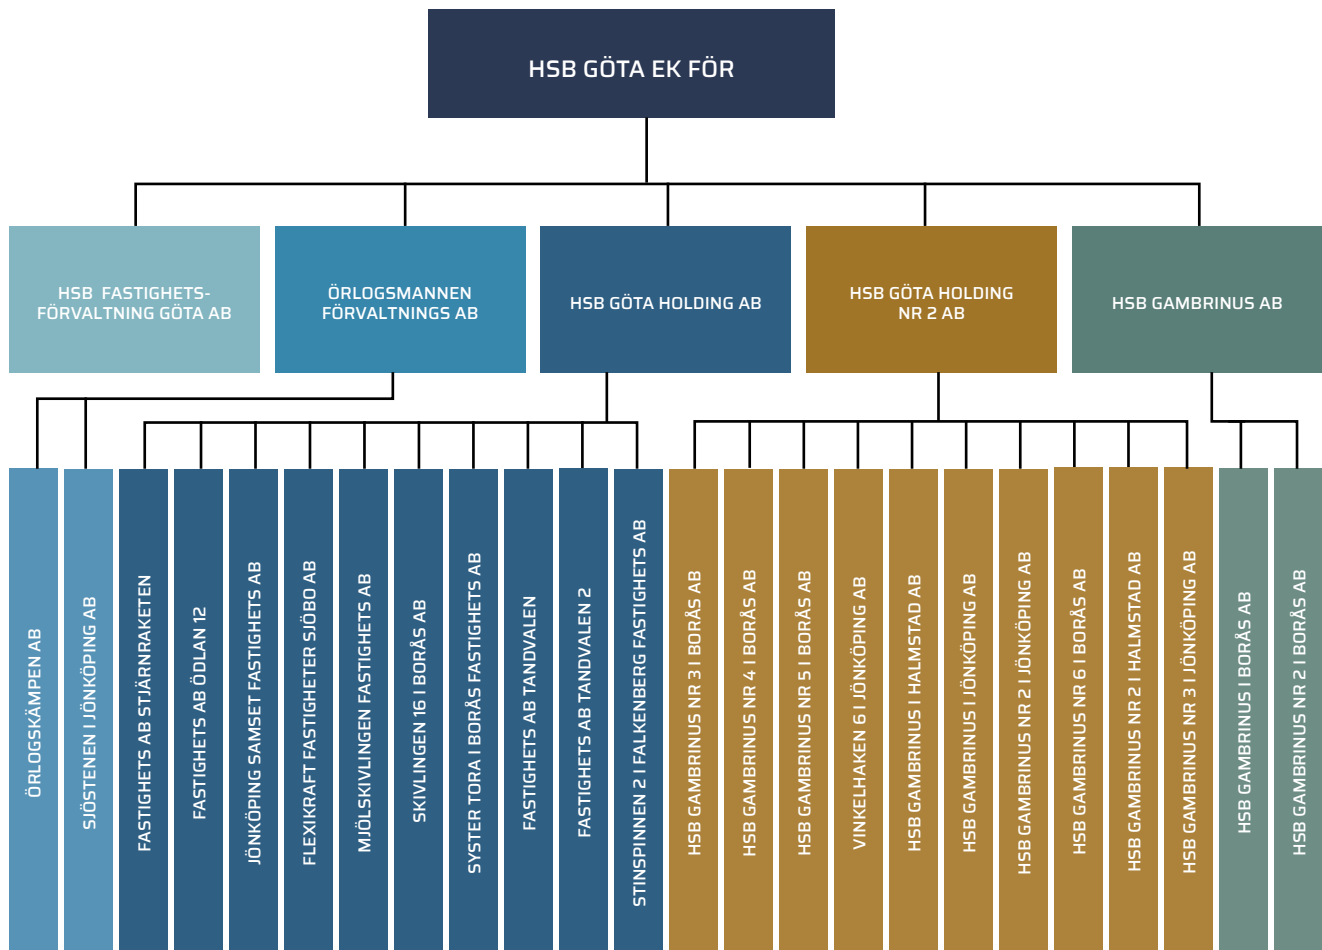 HSB GÖTA EK FÖR
HSB FASTIGHETS-
FÖRVALTNING GÖTA AB
ÖRLOGSMANNEN
FÖRVALTNINGS AB
HSB GÖTA HOLDING AB
HSB GÖTA HOLDING
NR 2 AB
HSB GAMBRINUS AB
ÖRLOGSKÄMPEN AB
SJÖSTENEN I JÖNKÖPING AB
FASTIGHETS AB STJÄRNRAKETEN
FASTIGHETS AB ÖDLAN 12
JÖNKÖPING SAMSET FASTIGHETS AB
FLEXIKRAFT FASTIGHETER SJÖBO AB
MJÖLSKIVLINGEN FASTIGHETS AB
SKIVLINGEN 16 I BORÅS AB
SYSTER TORA I BORÅS FASTIGHETS AB
FASTIGHETS AB TANDVALEN
FASTIGHETS AB TANDVALEN 2
STINSPINNEN 2 I FALKENBERG FASTIGHETS AB
HSB GAMBRINUS NR 3 I BORÅS AB
HSB GAMBRINUS NR 4 I BORÅS AB
HSB GAMBRINUS NR 5 I BORÅS AB
VINKELHAKEN 6 I JÖNKÖPING AB
HSB GAMBRINUS I HALMSTAD AB
HSB GAMBRINUS I JÖNKÖPING AB
HSB GAMBRINUS NR 2 I JÖNKÖPING AB
HSB GAMBRINUS NR 6 I BORÅS AB
HSB GAMBRINUS NR 2 I HALMSTAD AB
HSB GAMBRINUS NR 3 I JÖNKÖPING AB
HSB GAMBRINUS I BORÅS AB
HSB GAMBRINUS NR 2 I BORÅS AB